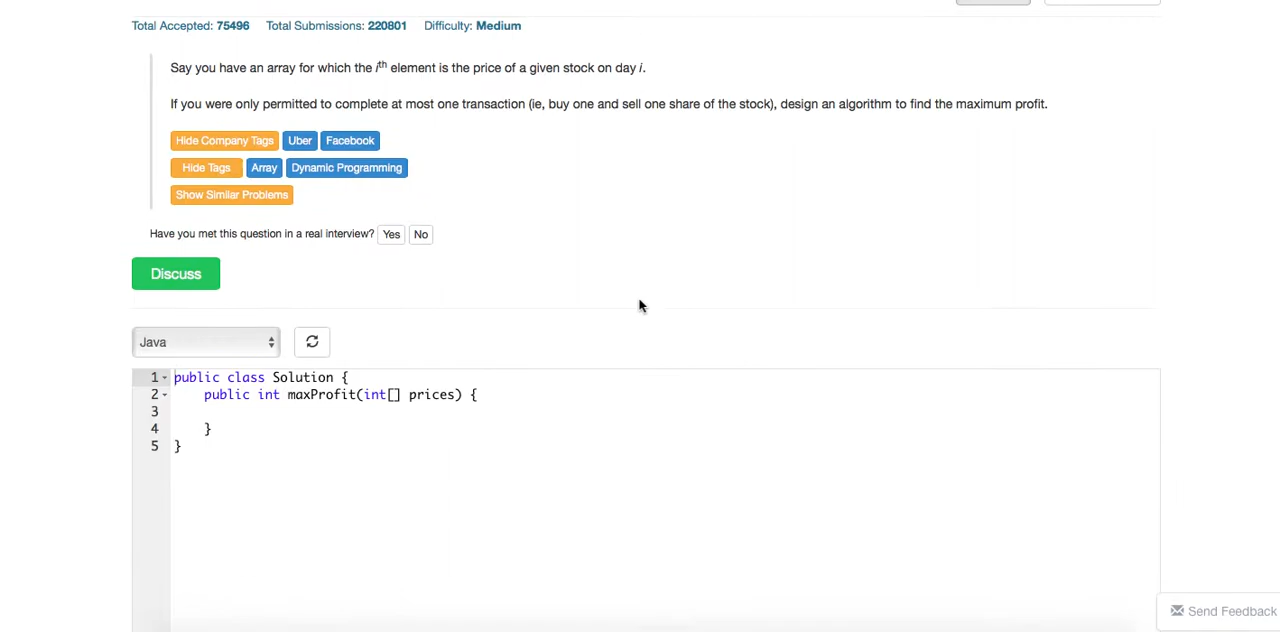 Total Accepted: 75496 Total Submissions: 220801 Difficulty: Medium
Say you have an array for which the ith element is the price of a given stock on day i.
If you were only permitted to complete at most one transaction (ie, buy one and sell one share of the stock), design an algorithm to find the maximum profit.
Hide Company Tags Uber Facebook
Hide Tags Array Dynamic Programming
Show Similar Problems
Have you met this question in a real interview? Yes No
Discuss
Java
1 public class Solution {
2 public int maxProfit(int[] prices) {
3
4 }
5 }
Send Feedback